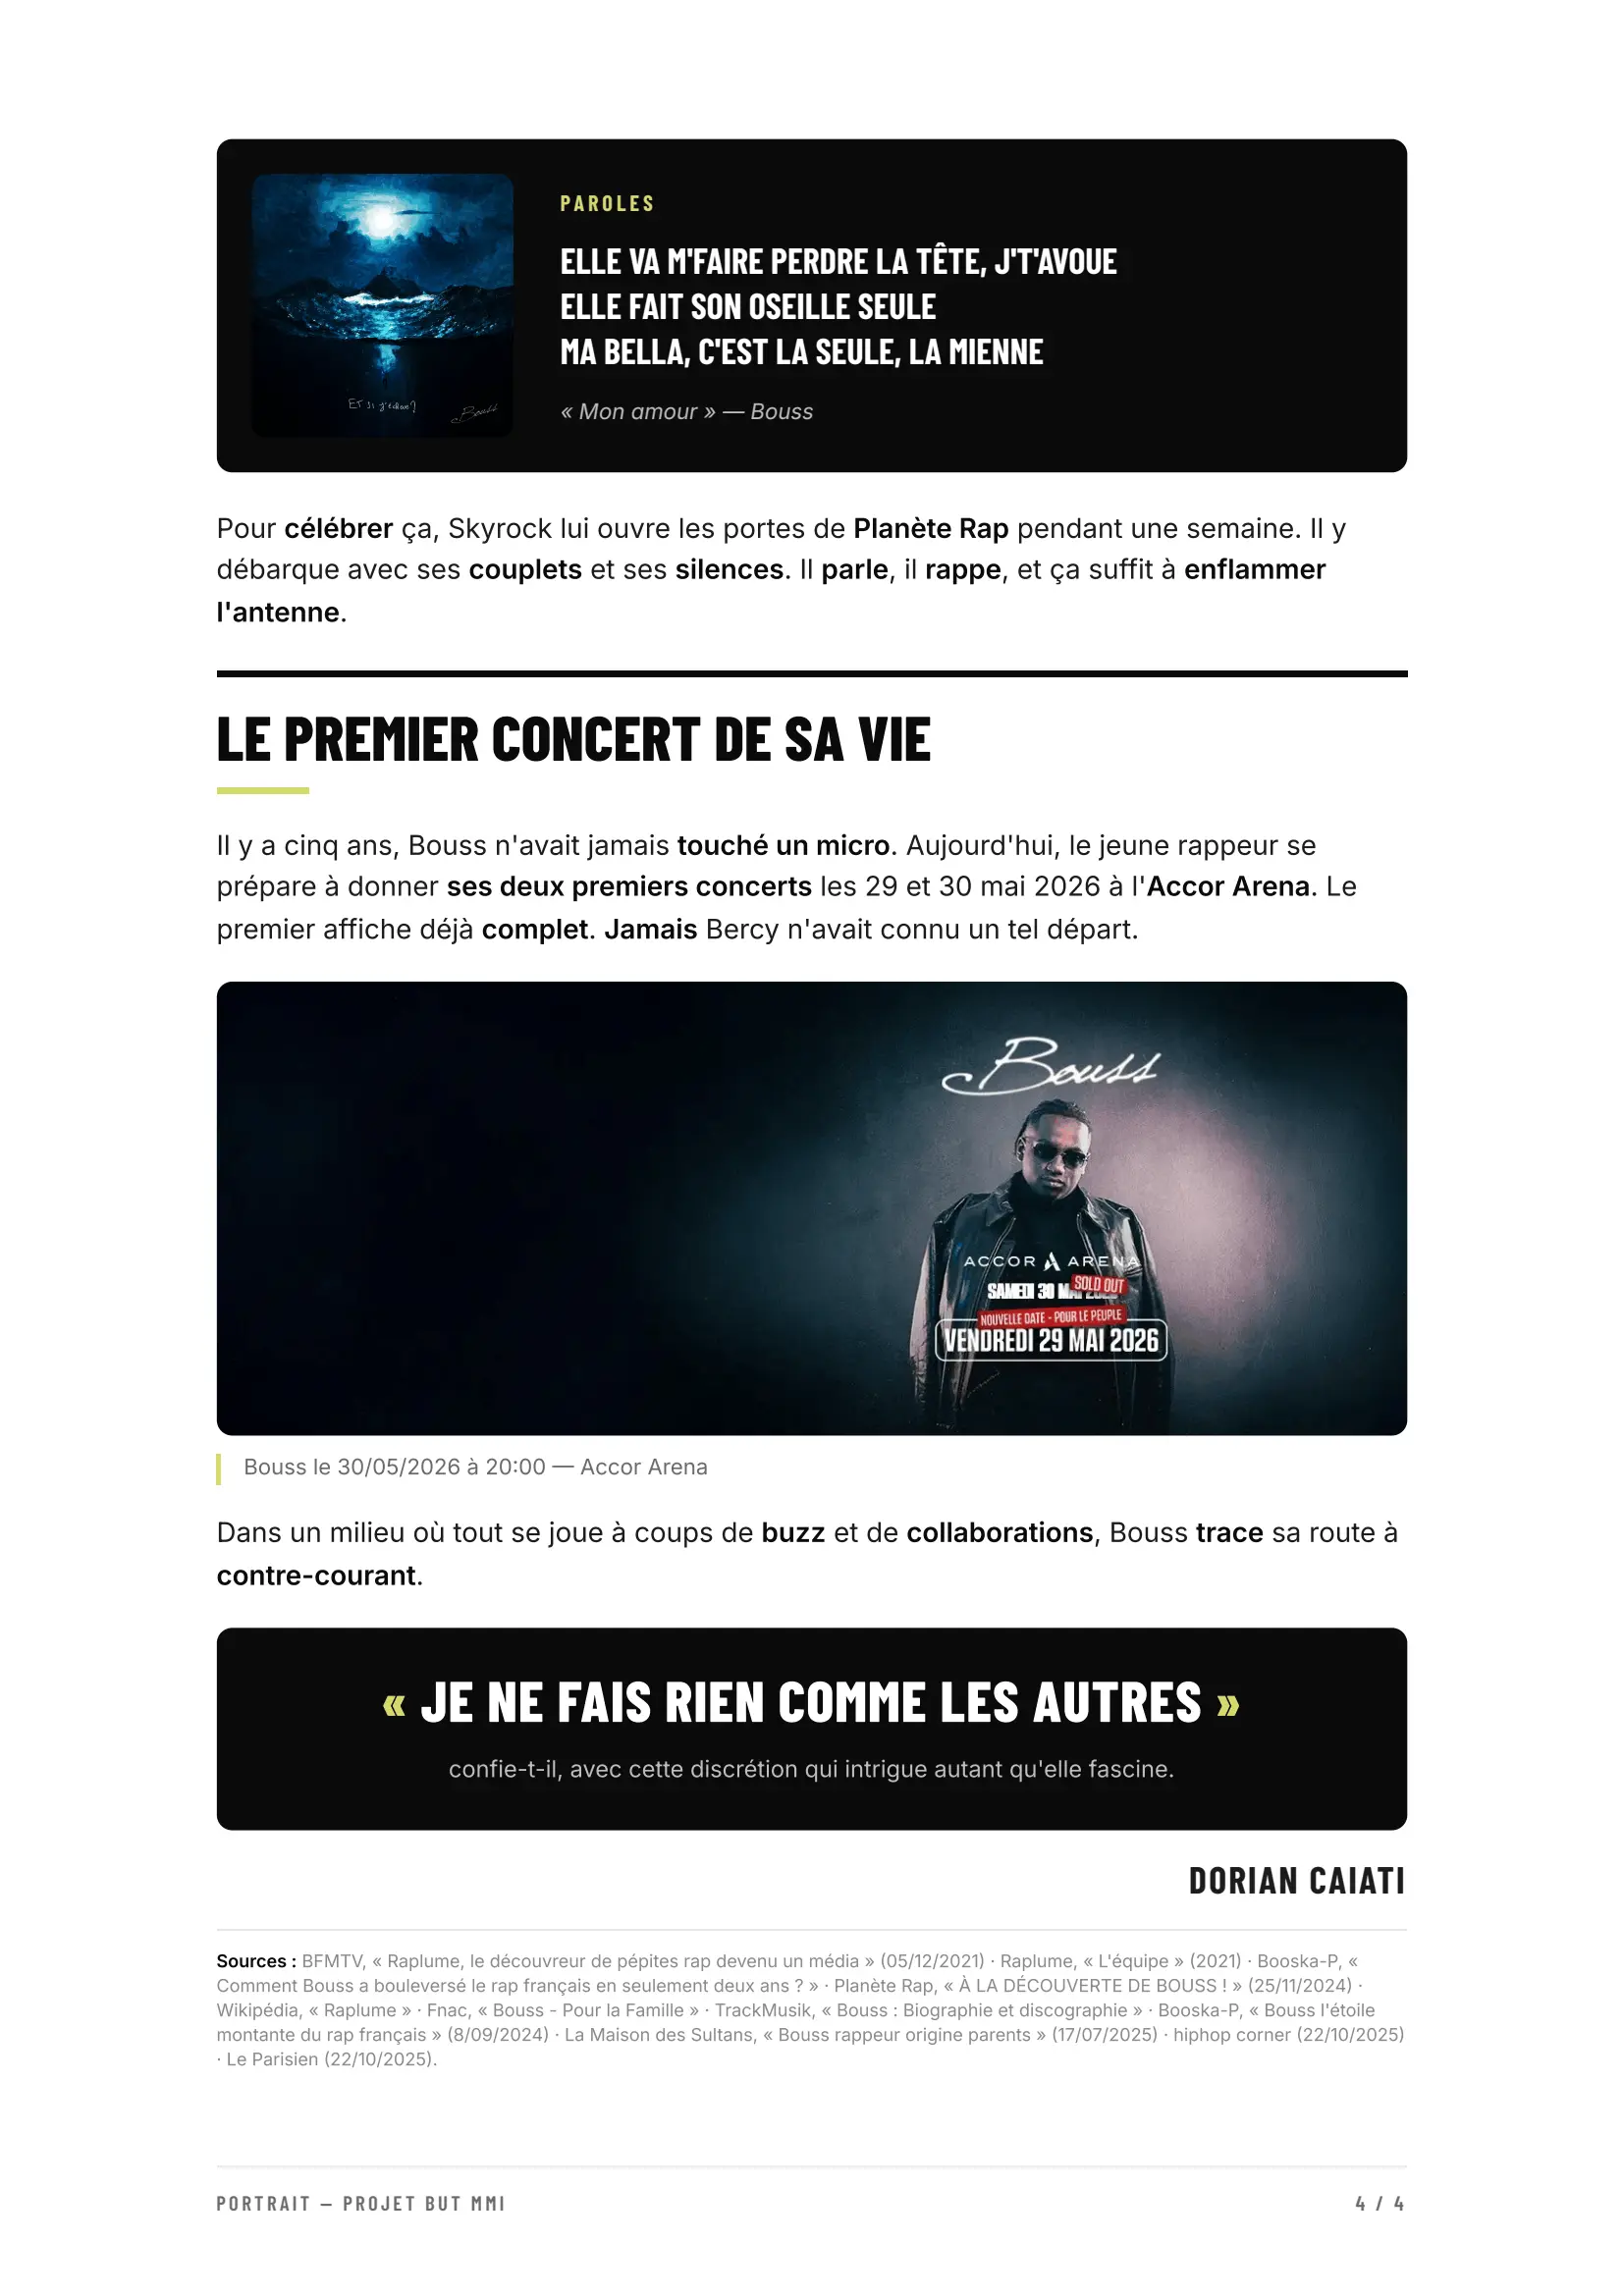 Et si j'échoue?
Bouss
PAROLES
ELLE VA M'FAIRE PERDRE LA TÊTE, J'T'AVOUE
ELLE FAIT SON OSEILLE SEULE
MA BELLA, C'EST LA SEULE, LA MIENNE
« Mon amour » — Bouss
Pour célébrer ça, Skyrock lui ouvre les portes de Planète Rap pendant une semaine. Il y
débarque avec ses couplets et ses silences. Il parle, il rappe, et ça suffit à enflammer
l'antenne.
LE PREMIER CONCERT DE SA VIE
Il y a cinq ans, Bouss n'avait jamais touché un micro. Aujourd'hui, le jeune rappeur se
prépare à donner ses deux premiers concerts les 29 et 30 mai 2026 à l'Accor Arena. Le
premier affiche déjà complet. Jamais Bercy n'avait connu un tel départ.
Bouss
ACCOR ARENA
SAMEDI 30 MAI 2026
SOLD OUT
NOUVELLE DATE - POUR LE PEUPLE
VENDREDI 29 MAI 2026
Bouss le 30/05/2026 à 20:00 — Accor Arena
Dans un milieu où tout se joue à coups de buzz et de collaborations, Bouss trace sa route à
contre-courant.
« JE NE FAIS RIEN COMME LES AUTRES »
confie-t-il, avec cette discrétion qui intrigue autant qu'elle fascine.
DORIAN CAIATI
Sources : BFMTV, « Raplume, le découvreur de pépites rap devenu un média » (05/12/2021) · Raplume, « L'équipe » (2021) · Booska-P, «
Comment Bouss a bouleversé le rap français en seulement deux ans ? » · Planète Rap, « À LA DÉCOUVERTE DE BOUSS ! » (25/11/2024) ·
Wikipédia, « Raplume » · Fnac, « Bouss - Pour la Famille » · TrackMusik, « Bouss : Biographie et discographie » · Booska-P, « Bouss l'étoile
montante du rap français » (8/09/2024) · La Maison des Sultans, « Bouss rappeur origine parents » (17/07/2025) · hiphop corner (22/10/2025)
· Le Parisien (22/10/2025).
PORTRAIT — PROJET BUT MMI
4 / 4